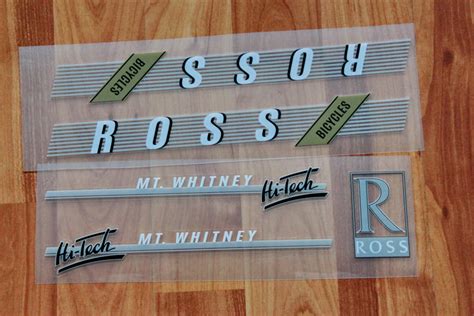 BICYCLES ROSS
ROSS BICYCLES
MT. WHITNEY Hi-Tech
Hi-Tech MT. WHITNEY
R
ROSS